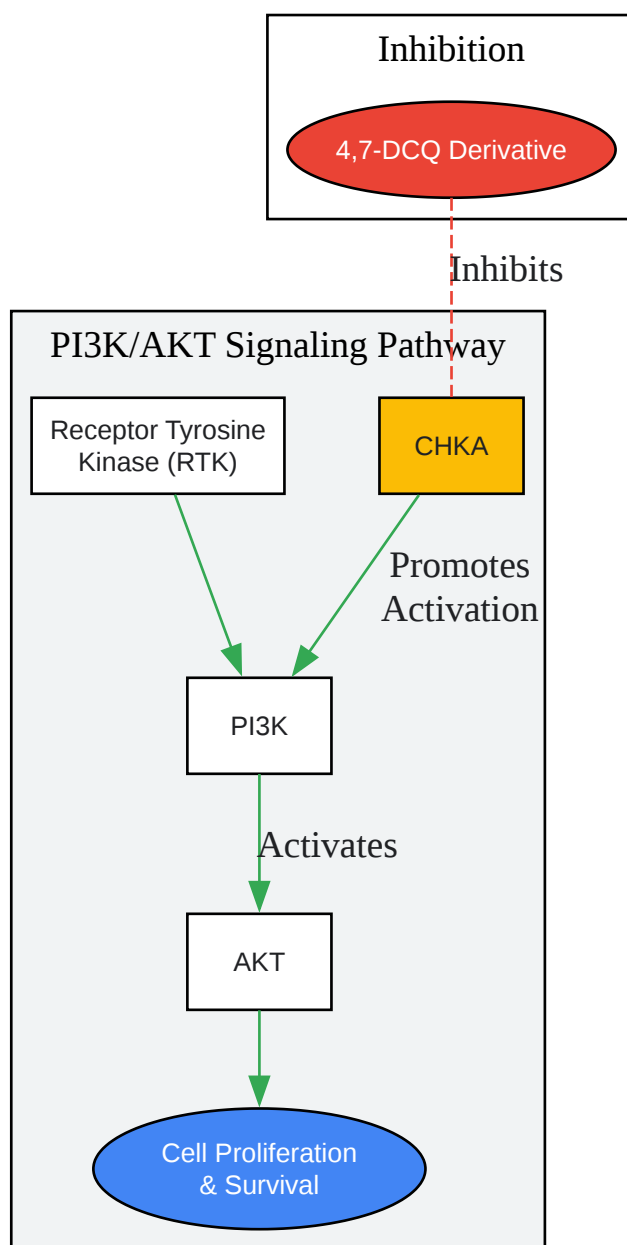 Inhibition
4,7-DCQ Derivative
Inhibits
PI3K/AKT Signaling Pathway
Receptor Tyrosine
Kinase (RTK)
CHKA
Promotes
Activation
PI3K
Activates
AKT
Cell Proliferation
& Survival